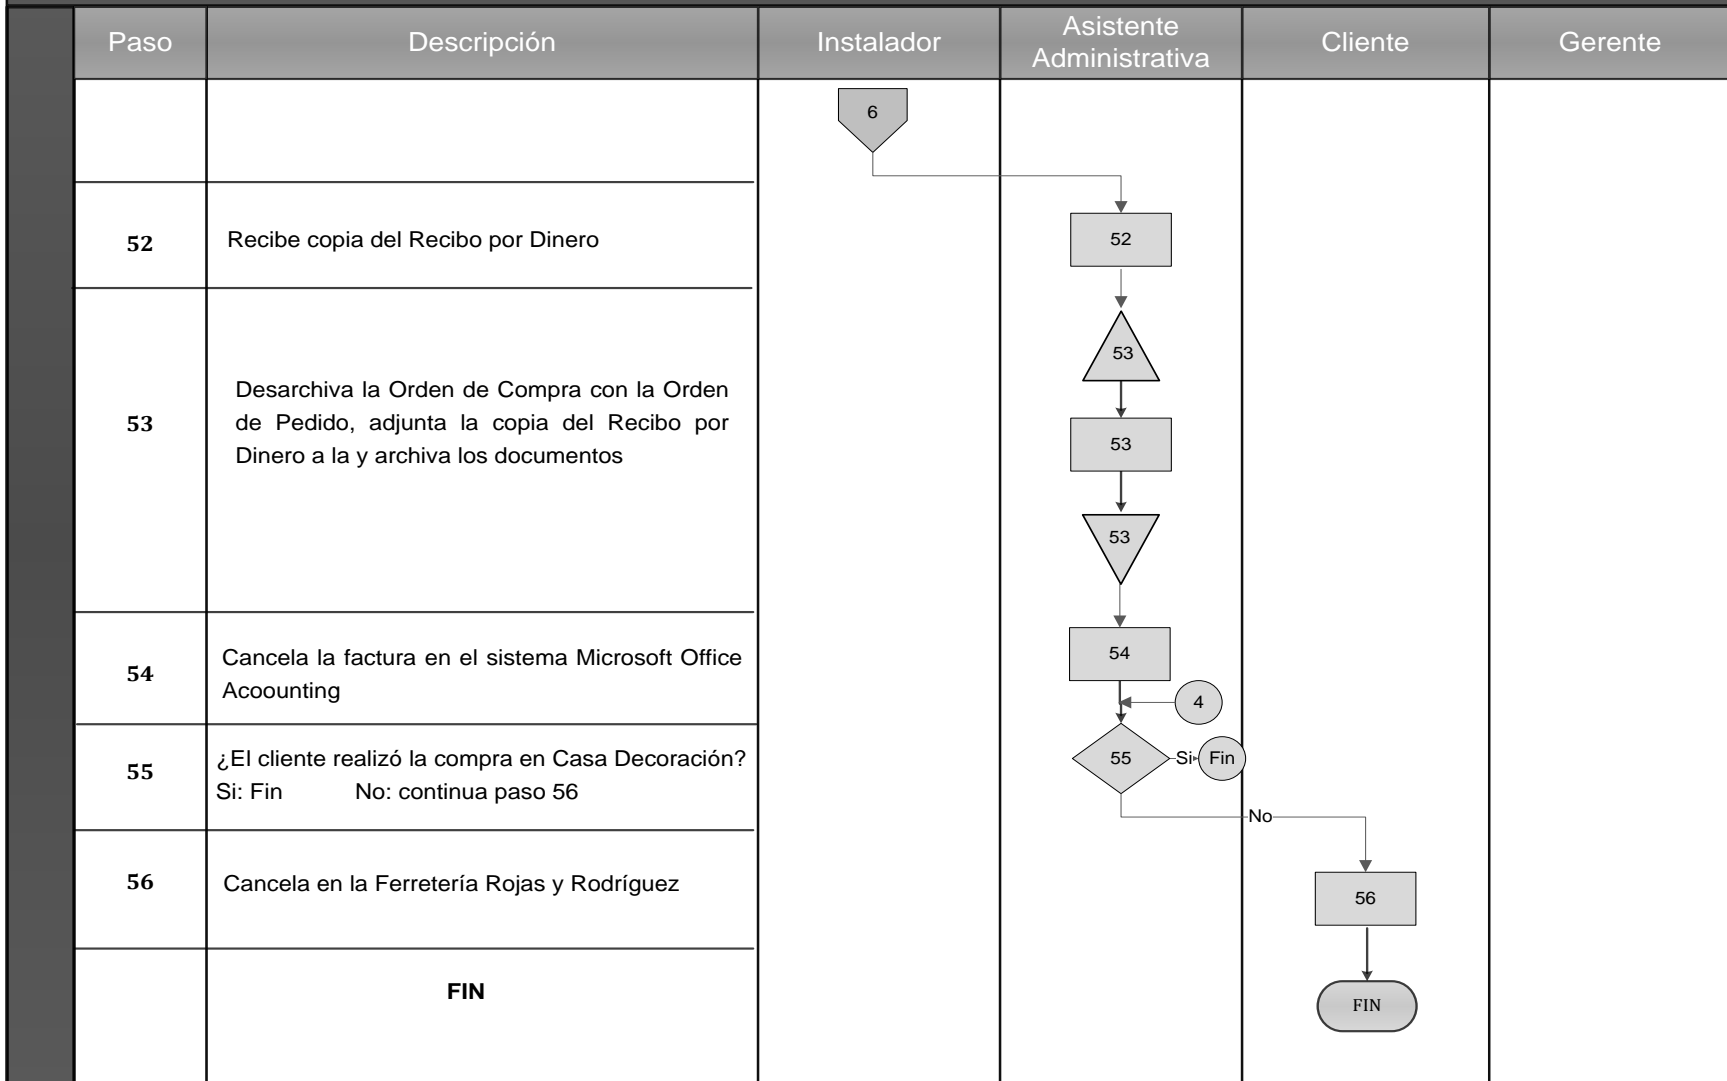 Paso
Descripción
Instalador
Asistente
Administrativa
Cliente
Gerente
6
52
Recibe copia del Recibo por Dinero
52
53
Desarchiva la Orden de Compra con la Orden
de Pedido, adjunta la copia del Recibo por
Dinero a la y archiva los documentos
53
53
53
54
Cancela la factura en el sistema Microsoft Office
Acoounting
54
4
55
¿El cliente realizó la compra en Casa Decoración?
Si: Fin No: continua paso 56
55
Si
Fin
No
56
Cancela en la Ferretería Rojas y Rodríguez
56
FIN
FIN